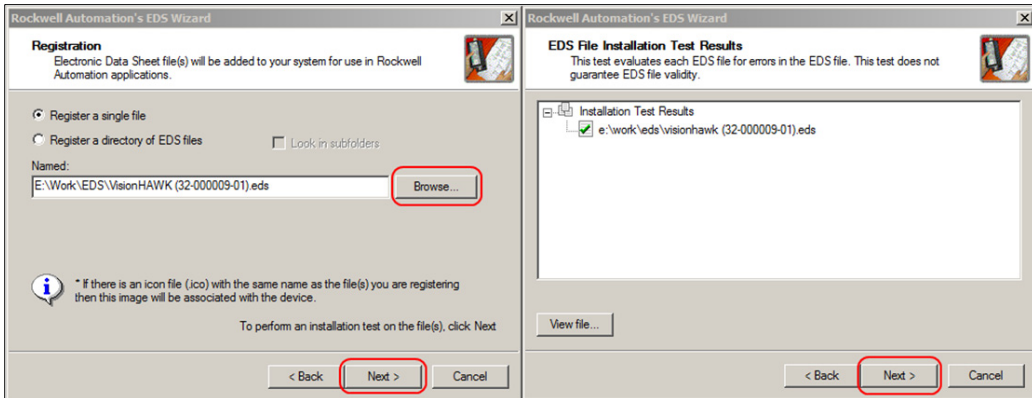 Rockwell Automation's EDS Wizard
Registration
Electronic Data Sheet file(s) will be added to your system for use in Rockwell
Automation applications.
Register a single file
Register a directory of EDS files
Look in subfolders
Named:
E:\Work\EDS\VisionHAWK (32-000009-01).eds
Browse...
* If there is an icon file (.ico) with the same name as the file(s) you are registering
then this image will be associated with the device.
To perform an installation test on the file(s), click Next
< Back
Next >
Cancel
Rockwell Automation's EDS Wizard
EDS File Installation Test Results
This test evaluates each EDS file for errors in the EDS file. This test does not
guarantee EDS file validity.
Installation Test Results
e:\work\eds\visionhawk (32-000009-01).eds
View file...
< Back
Next >
Cancel